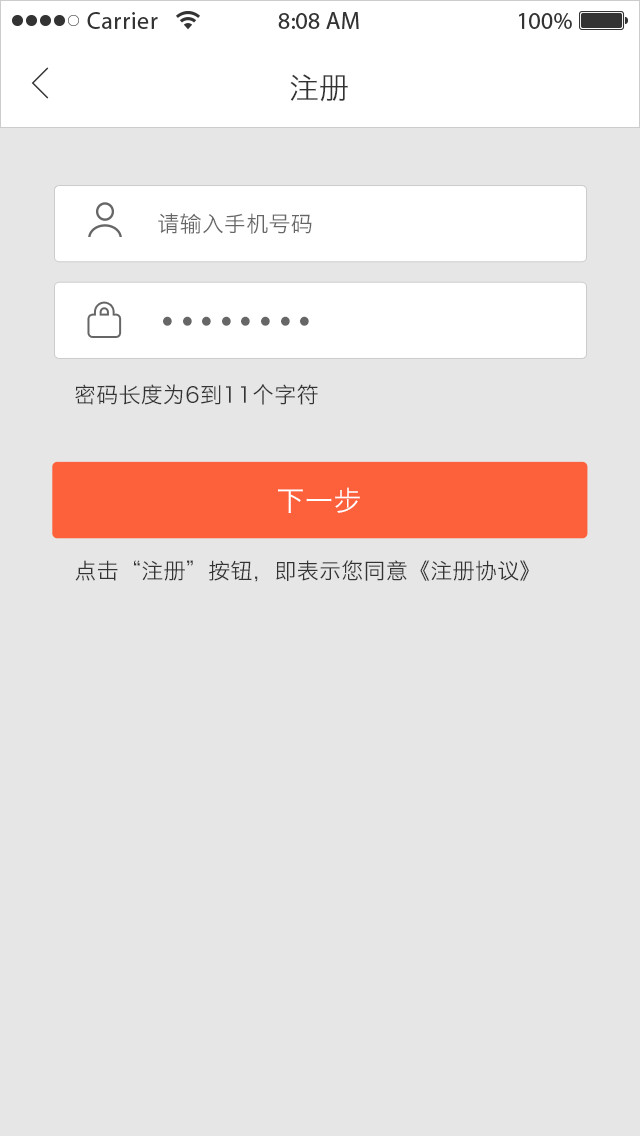 Carrier 8:08 AM 100%
注册
请输入手机号码
••••••••
密码长度为6到11个字符
下一步
点击“注册”按钮，即表示您同意《注册协议》